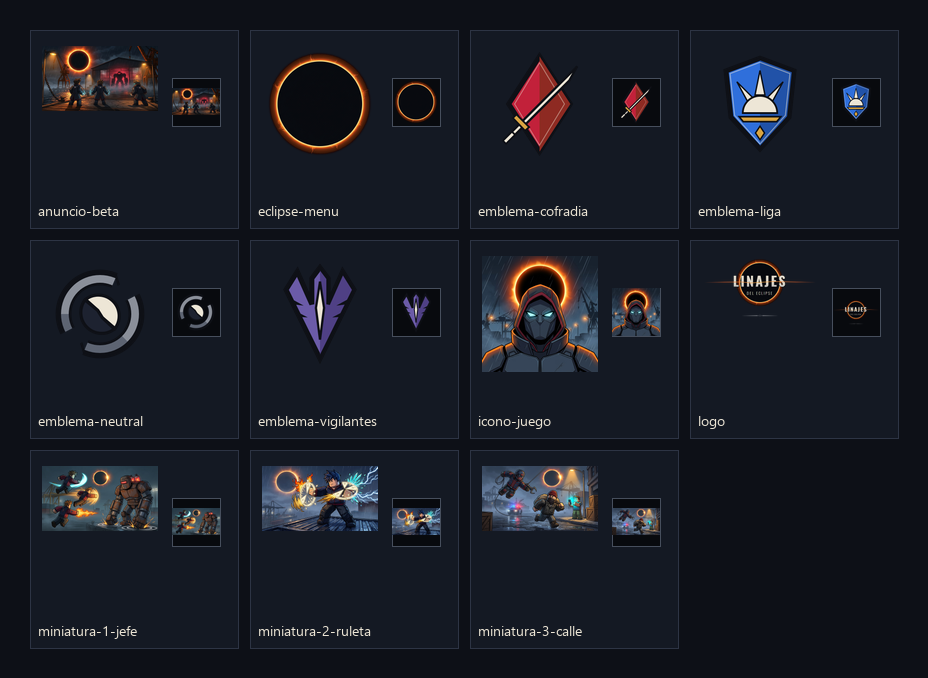 anuncio-beta
eclipse-menu
emblema-cofradia
emblema-liga
emblema-neutral
emblema-vigilantes
icono-juego
LINAJES
DEL ECLIPSE
LINAJES
logo
miniatura-1-jefe
miniatura-2-ruleta
miniatura-3-calle